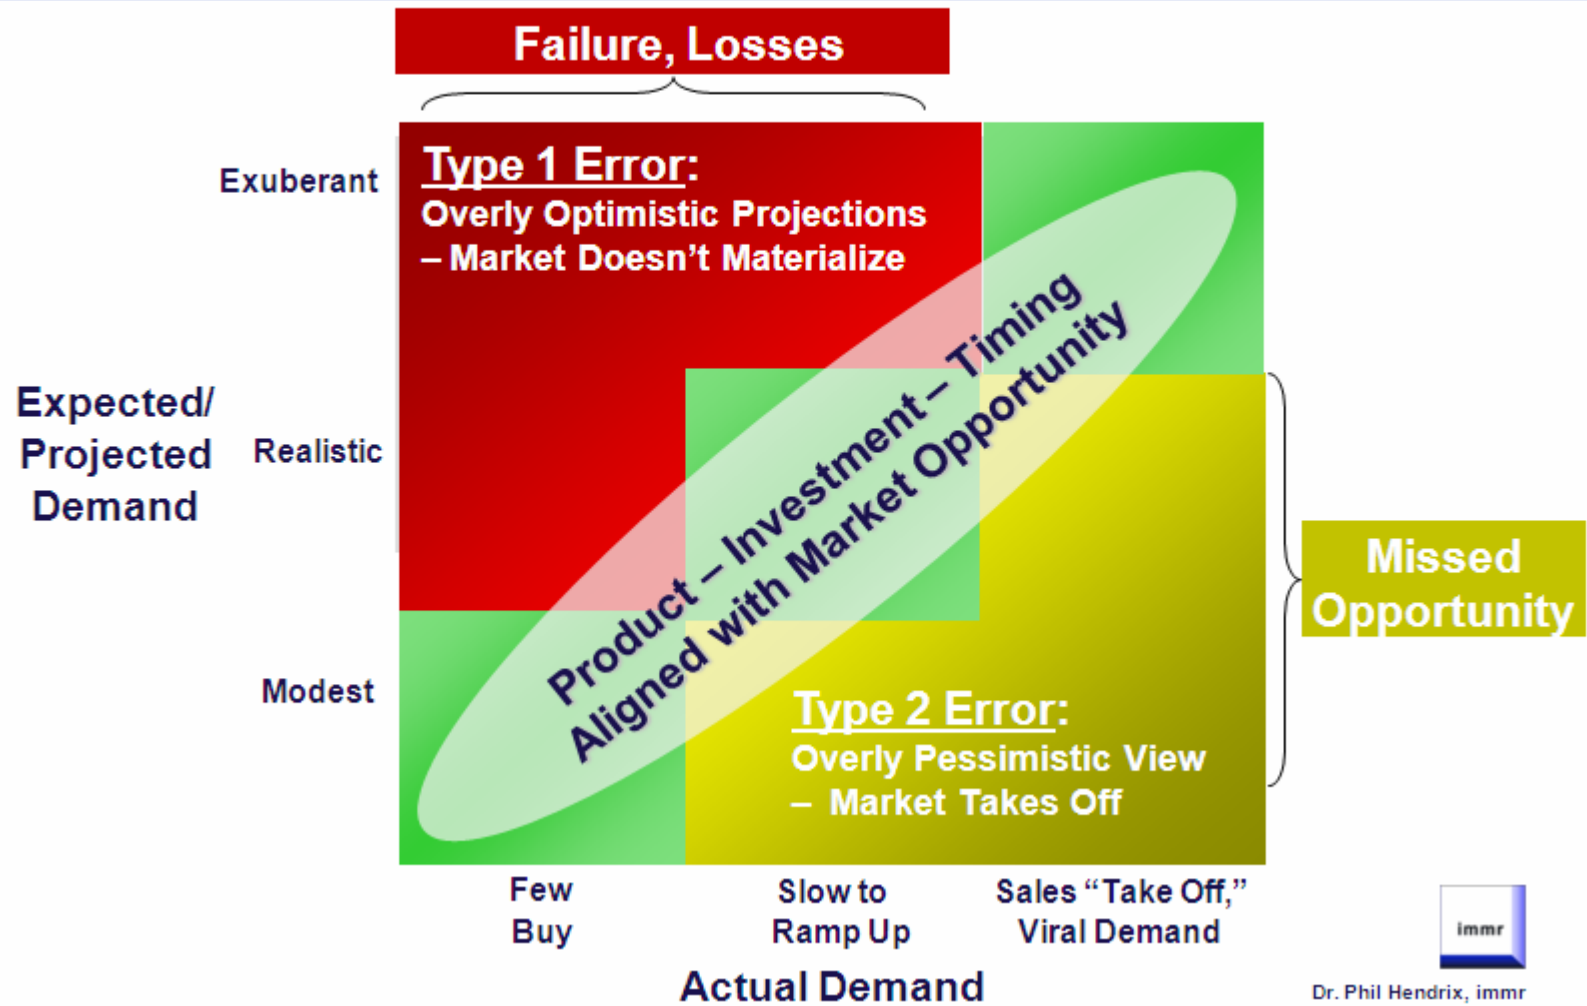 Failure, Losses
Type 1 Error:
Overly Optimistic Projections
– Market Doesn’t Materialize
Exuberant
Expected/
Projected
Demand
Realistic
Modest
Product – Investment – Timing
Aligned with Market Opportunity
Missed
Opportunity
Type 2 Error:
Overly Pessimistic View
– Market Takes Off
Few
Buy
Slow to
Ramp Up
Sales “Take Off,”
Viral Demand
Actual Demand
immr
Dr. Phil Hendrix, immr